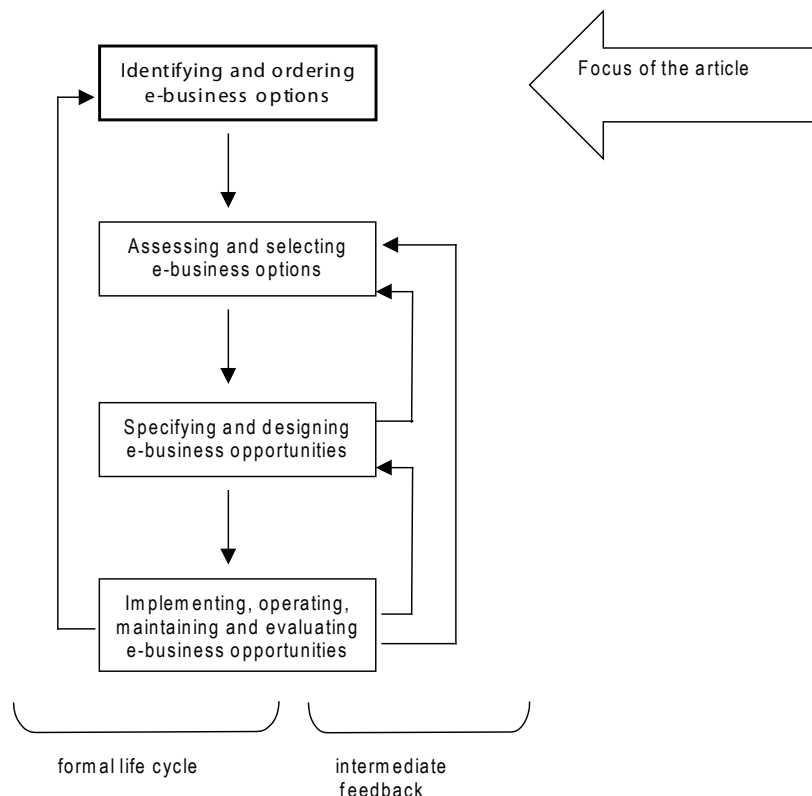 Identifying and ordering
e-business options
Focus of the article
Assessing and selecting
e-business options
Specifying and designing
e-business opportunities
Implementing, operating,
maintaining and evaluating
e-business opportunities
formal life cycle
intermediate
feedback